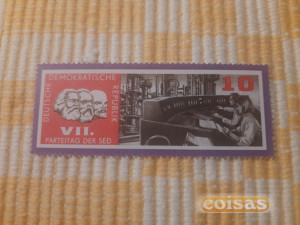 DEUTSCHE
DEMOKRATISCHE
REPUBLIK
VII.
PARTEITAG DER SED
10
coisas